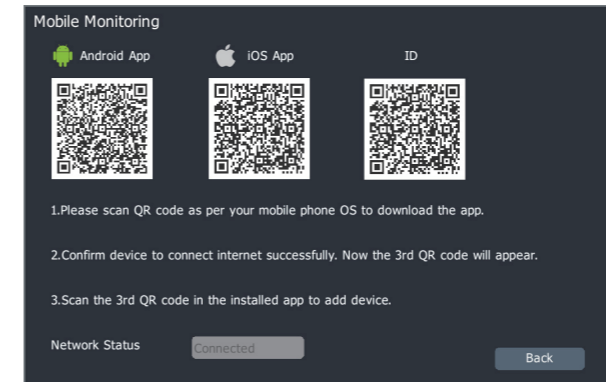 Mobile Monitoring
Android App iOS App ID
1.Please scan QR code as per your mobile phone OS to download the app.
2.Confirm device to connect internet successfully. Now the 3rd QR code will appear.
3.Scan the 3rd QR code in the installed app to add device.
Network Status Connected
Back